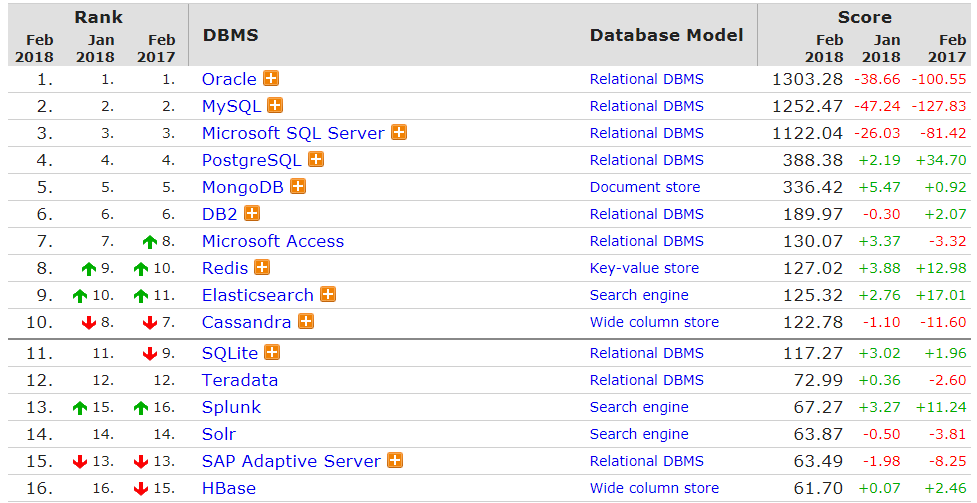 Rank Score
Feb 2018 Jan 2018 Feb 2017 DBMS Database Model Feb 2018 Jan 2018 Feb 2017
1. 1. 1. Oracle Relational DBMS 1303.28 -38.66 -100.55
2. 2. 2. MySQL Relational DBMS 1252.47 -47.24 -127.83
3. 3. 3. Microsoft SQL Server Relational DBMS 1122.04 -26.03 -81.42
4. 4. 4. PostgreSQL Relational DBMS 388.38 +2.19 +34.70
5. 5. 5. MongoDB Document store 336.42 +5.47 +0.92
6. 6. 6. DB2 Relational DBMS 189.97 -0.30 +2.07
7. 7. 8. Microsoft Access Relational DBMS 130.07 +3.37 -3.32
8. 9. 10. Redis Key-value store 127.02 +3.88 +12.98
9. 10. 11. Elasticsearch Search engine 125.32 +2.76 +17.01
10. 8. 7. Cassandra Wide column store 122.78 -1.10 -11.60
11. 11. 9. SQLite Relational DBMS 117.27 +3.02 +1.96
12. 12. 12. Teradata Relational DBMS 72.99 +0.36 -2.60
13. 15. 16. Splunk Search engine 67.27 +3.27 +11.24
14. 14. 14. Solr Search engine 63.87 -0.50 -3.81
15. 13. 13. SAP Adaptive Server Relational DBMS 63.49 -1.98 -8.25
16. 16. 15. HBase Wide column store 61.70 +0.07 +2.46